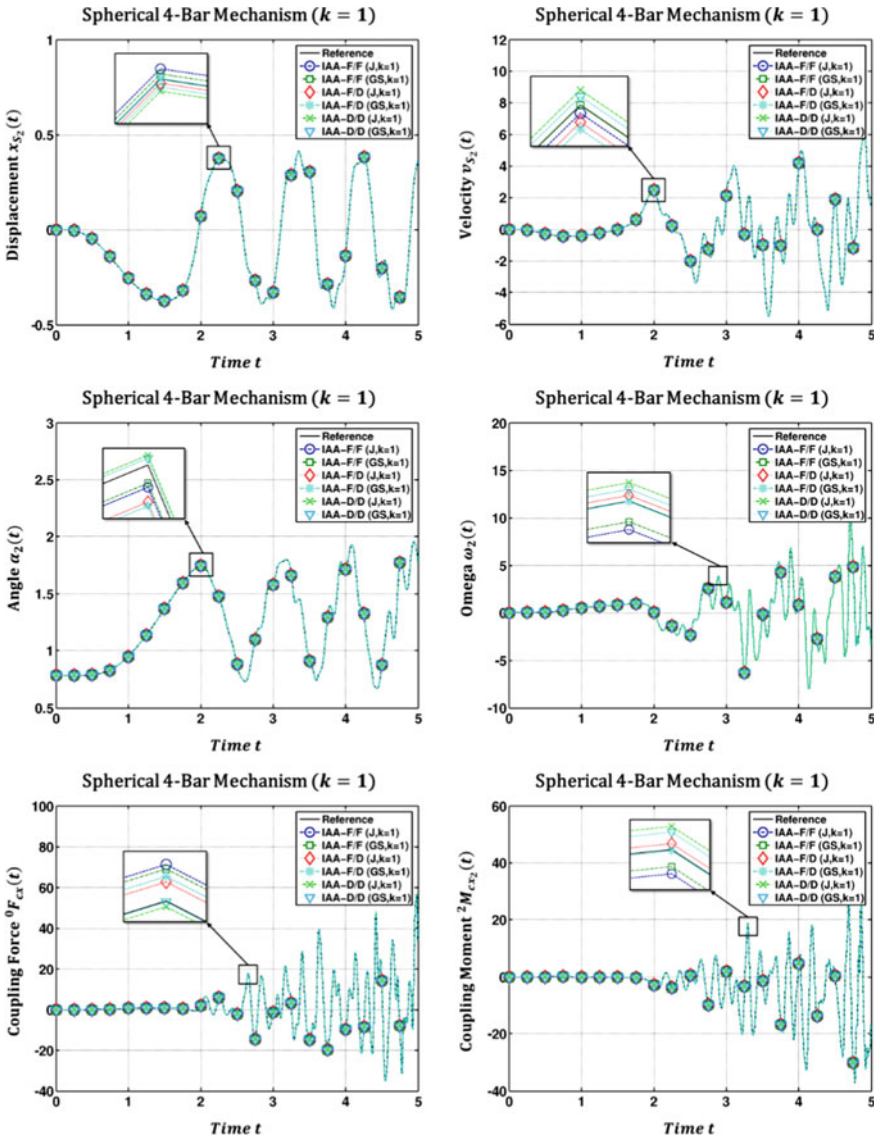 Spherical 4-Bar Mechanism (k = 1)
Displacement x_{S_2}(t)
1
0.5
0
-0.5
0 1 2 3 4 5
Time t
Reference
IAA-F/F (J,k=1)
IAA-F/F (GS,k=1)
IAA-F/D (J,k=1)
IAA-F/D (GS,k=1)
IAA-D/D (J,k=1)
IAA-D/D (GS,k=1)
Spherical 4-Bar Mechanism (k = 1)
Velocity v_{S_2}(t)
12
10
8
6
4
2
0
-2
-4
-6
0 1 2 3 4 5
Time t
Reference
IAA-F/F (J,k=1)
IAA-F/F (GS,k=1)
IAA-F/D (J,k=1)
IAA-F/D (GS,k=1)
IAA-D/D (J,k=1)
IAA-D/D (GS,k=1)
Spherical 4-Bar Mechanism (k = 1)
Angle α_2(t)
3
2.5
2
1.5
1
0.5
0 1 2 3 4 5
Time t
Reference
IAA-F/F (J,k=1)
IAA-F/F (GS,k=1)
IAA-F/D (J,k=1)
IAA-F/D (GS,k=1)
IAA-D/D (J,k=1)
IAA-D/D (GS,k=1)
Spherical 4-Bar Mechanism (k = 1)
Omega ω_2(t)
20
15
10
5
0
-5
-10
0 1 2 3 4 5
Time t
Reference
IAA-F/F (J,k=1)
IAA-F/F (GS,k=1)
IAA-F/D (J,k=1)
IAA-F/D (GS,k=1)
IAA-D/D (J,k=1)
IAA-D/D (GS,k=1)
Spherical 4-Bar Mechanism (k = 1)
Coupling Force ^0F_{cx}(t)
100
80
60
40
20
0
-20
-40
0 1 2 3 4 5
Time t
Reference
IAA-F/F (J,k=1)
IAA-F/F (GS,k=1)
IAA-F/D (J,k=1)
IAA-F/D (GS,k=1)
IAA-D/D (J,k=1)
IAA-D/D (GS,k=1)
Spherical 4-Bar Mechanism (k = 1)
Coupling Moment ^2M_{cx_2}(t)
60
40
20
0
-20
-40
0 1 2 3 4 5
Time t
Reference
IAA-F/F (J,k=1)
IAA-F/F (GS,k=1)
IAA-F/D (J,k=1)
IAA-F/D (GS,k=1)
IAA-D/D (J,k=1)
IAA-D/D (GS,k=1)